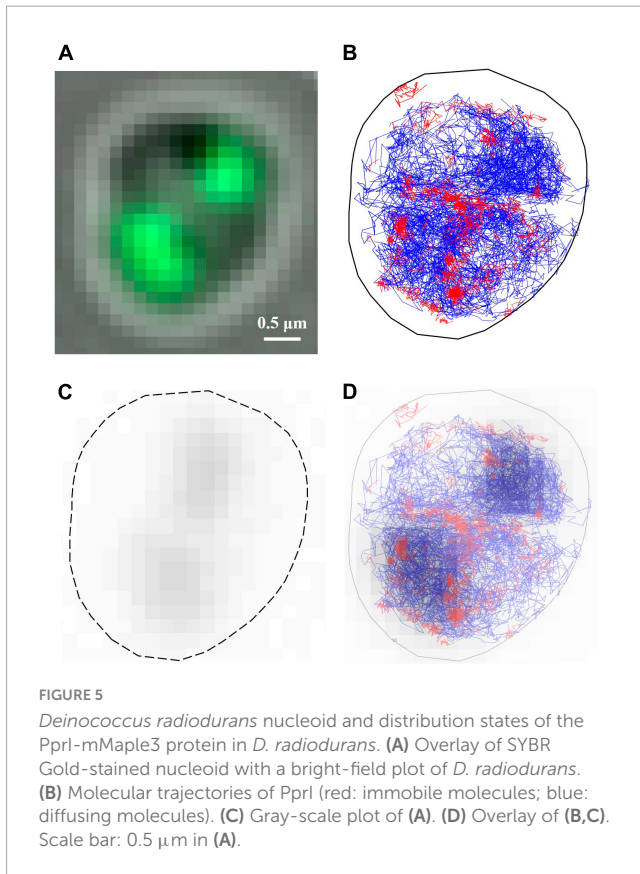 A
B
0.5 μm
C
D
FIGURE 5
Deinococcus radiodurans nucleoid and distribution states of the
PprI-mMaple3 protein in D. radiodurans. (A) Overlay of SYBR
Gold-stained nucleoid with a bright-field plot of D. radiodurans.
(B) Molecular trajectories of PprI (red: immobile molecules; blue:
diffusing molecules). (C) Gray-scale plot of (A). (D) Overlay of (B,C).
Scale bar: 0.5 μm in (A).